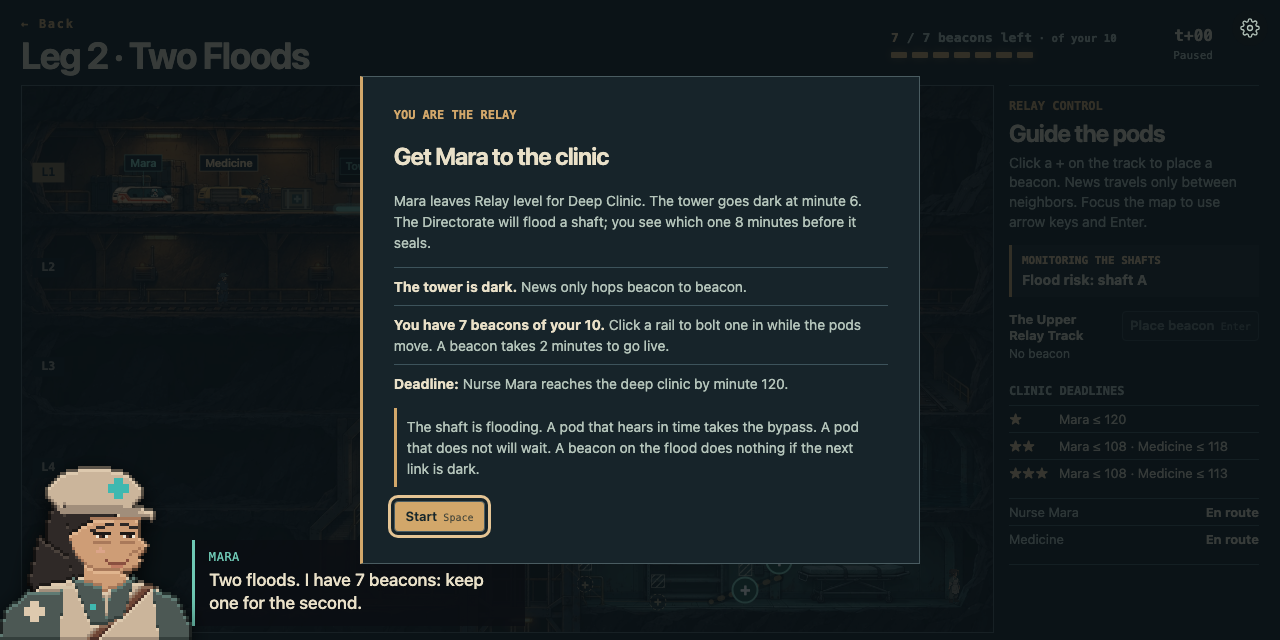 ← Back
Leg 2 · Two Floods
7 / 7 beacons left · of your 10
t+00
Paused
Mara
Medicine
L1
L2
L3
L4
YOU ARE THE RELAY
Get Mara to the clinic
Mara leaves Relay level for Deep Clinic. The tower goes dark at minute 6.
The Directorate will flood a shaft; you see which one 8 minutes before it
seals.
The tower is dark. News only hops beacon to beacon.
You have 7 beacons of your 10. Click a rail to bolt one in while the pods
move. A beacon takes 2 minutes to go live.
Deadline: Nurse Mara reaches the deep clinic by minute 120.
The shaft is flooding. A pod that hears in time takes the bypass. A pod
that does not will wait. A beacon on the flood does nothing if the next
link is dark.
Start Space
RELAY CONTROL
Guide the pods
Click a + on the track to place a
beacon. News travels only between
neighbors. Focus the map to use
arrow keys and Enter.
MONITORING THE SHAFTS
Flood risk: shaft A
The Upper
Relay Track
No beacon
Place beacon Enter
CLINIC DEADLINES
★ Mara ≤ 120
★★ Mara ≤ 108 · Medicine ≤ 118
★★★ Mara ≤ 108 · Medicine ≤ 113
Nurse Mara En route
Medicine En route
MARA
Two floods. I have 7 beacons: keep
one for the second.